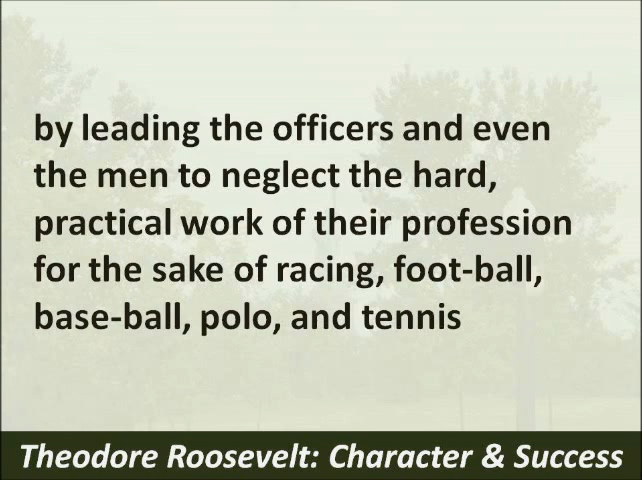 by leading the officers and even
the men to neglect the hard,
practical work of their profession
for the sake of racing, foot-ball,
base-ball, polo, and tennis
Theodore Roosevelt: Character & Success